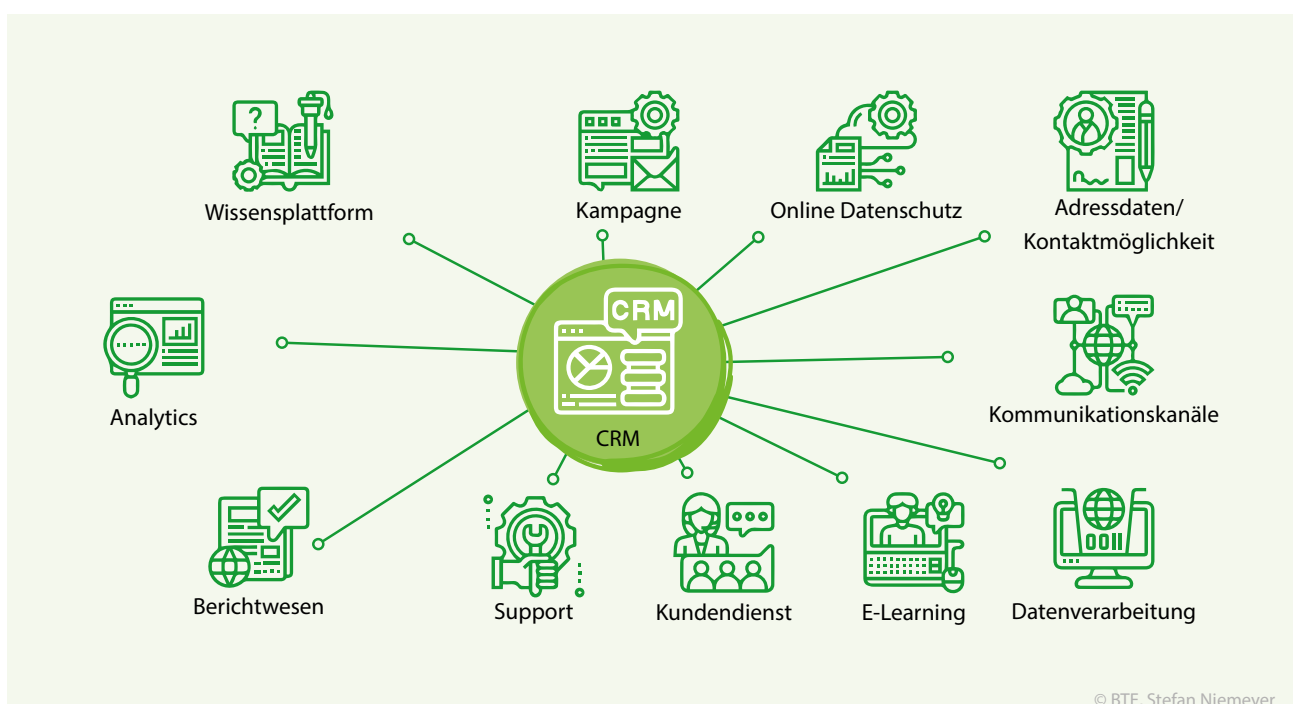 ?
Wissensplattform
Kampagne
Online Datenschutz
Adressdaten/
Kontaktmöglichkeit
CRM
CRM
Analytics
Kommunikationskanäle
Berichtwesen
Support
Kundendienst
E-Learning
Datenverarbeitung
© BTE, Stefan Niemeyer